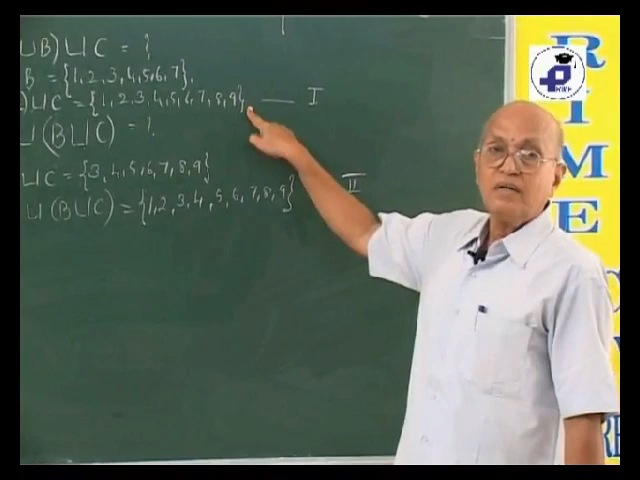 ∪B)∪C = {
B = {1,2,3,4,5,6,7}.
)∪C = {1,2,3,4,5,6,7,8,9} — I
∪(B∪C) = {.
∪C = {3,4,5,6,7,8,9}
∪(B∪C) = {1,2,3,4,5,6,7,8,9} II
R
I
M
E